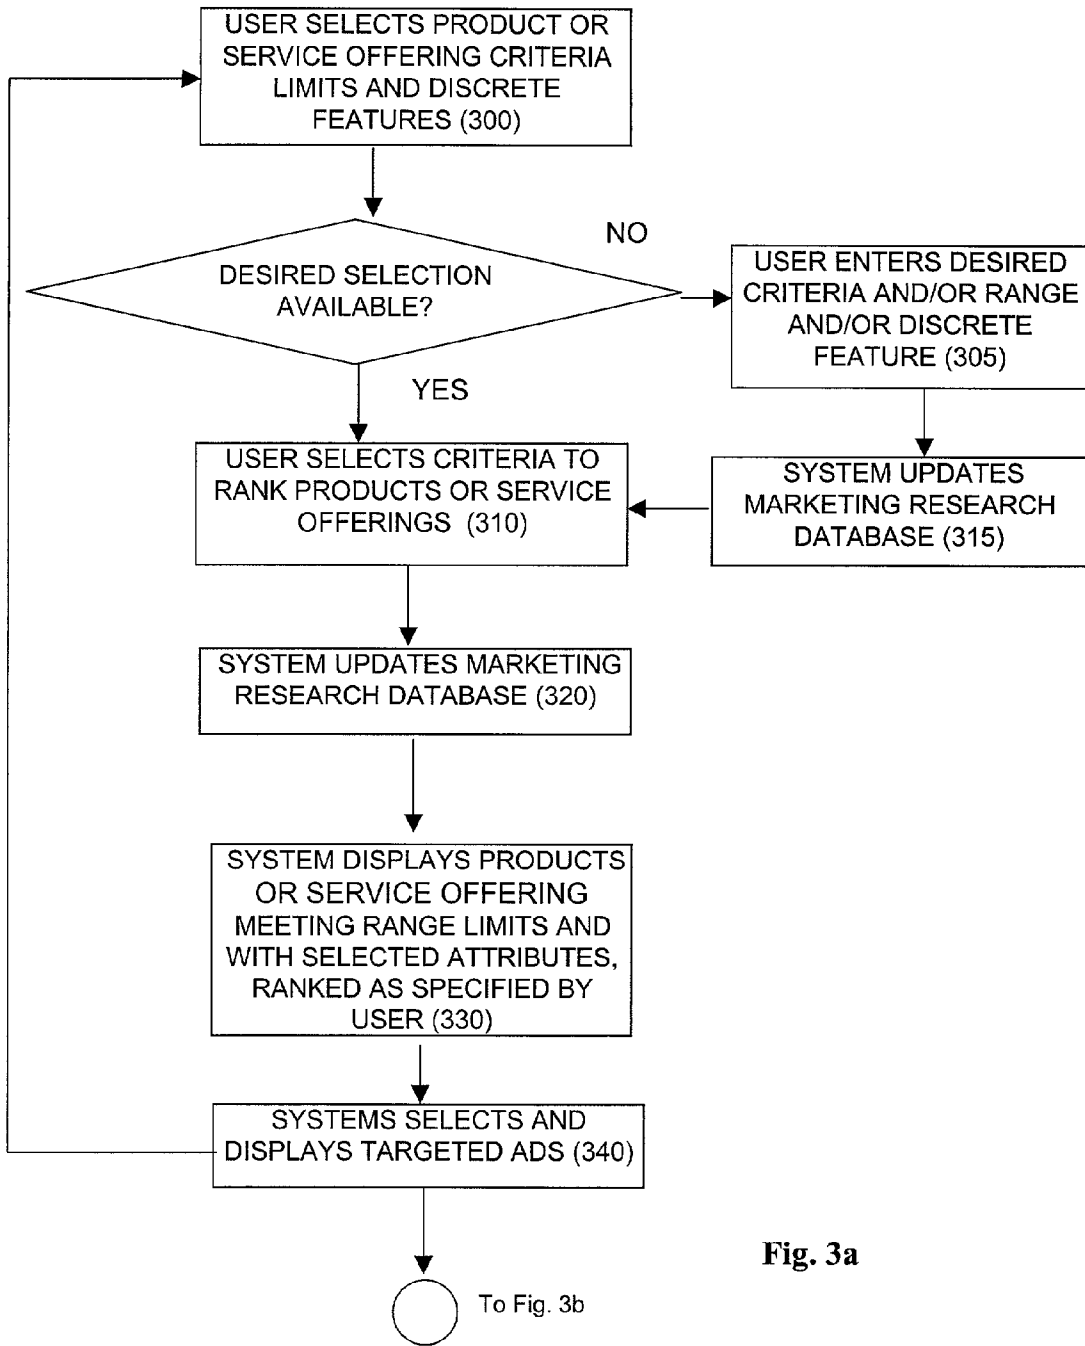 USER SELECTS PRODUCT OR
SERVICE OFFERING CRITERIA
LIMITS AND DISCRETE
FEATURES (300)
DESIRED SELECTION
AVAILABLE?
NO
USER ENTERS DESIRED
CRITERIA AND/OR RANGE
AND/OR DISCRETE
FEATURE (305)
YES
USER SELECTS CRITERIA TO
RANK PRODUCTS OR SERVICE
OFFERINGS (310)
SYSTEM UPDATES
MARKETING RESEARCH
DATABASE (315)
SYSTEM UPDATES MARKETING
RESEARCH DATABASE (320)
SYSTEM DISPLAYS PRODUCTS
OR SERVICE OFFERING
MEETING RANGE LIMITS AND
WITH SELECTED ATTRIBUTES,
RANKED AS SPECIFIED BY
USER (330)
SYSTEMS SELECTS AND
DISPLAYS TARGETED ADS (340)
Fig. 3a
To Fig. 3b